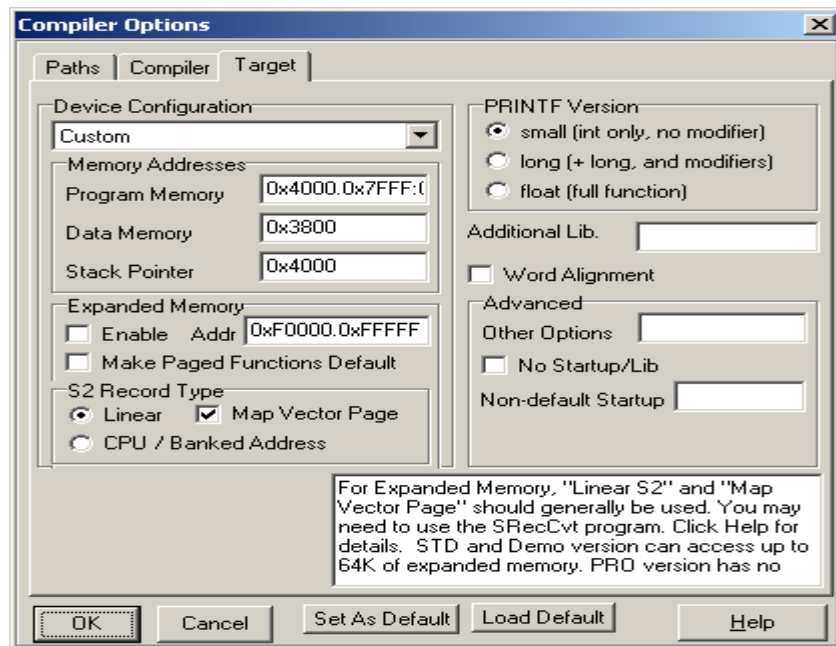 Compiler Options
Paths
Compiler
Target
Device Configuration
Custom
Memory Addresses
Program Memory 0x4000.0x7FFF:(
Data Memory 0x3800
Stack Pointer 0x4000
Expanded Memory
Enable Addr 0xF0000.0xFFFFF
Make Paged Functions Default
S2 Record Type
Linear Map Vector Page
CPU / Banked Address
PRINTF Version
small (int only, no modifier)
long (+ long, and modifiers)
float (full function)
Additional Lib.
Word Alignment
Advanced
Other Options
No Startup/Lib
Non-default Startup
For Expanded Memory, "Linear S2" and "Map
Vector Page" should generally be used. You may
need to use the SRecCvt program. Click Help for
details. STD and Demo version can access up to
64K of expanded memory. PRO version has no
OK
Cancel
Set As Default
Load Default
Help